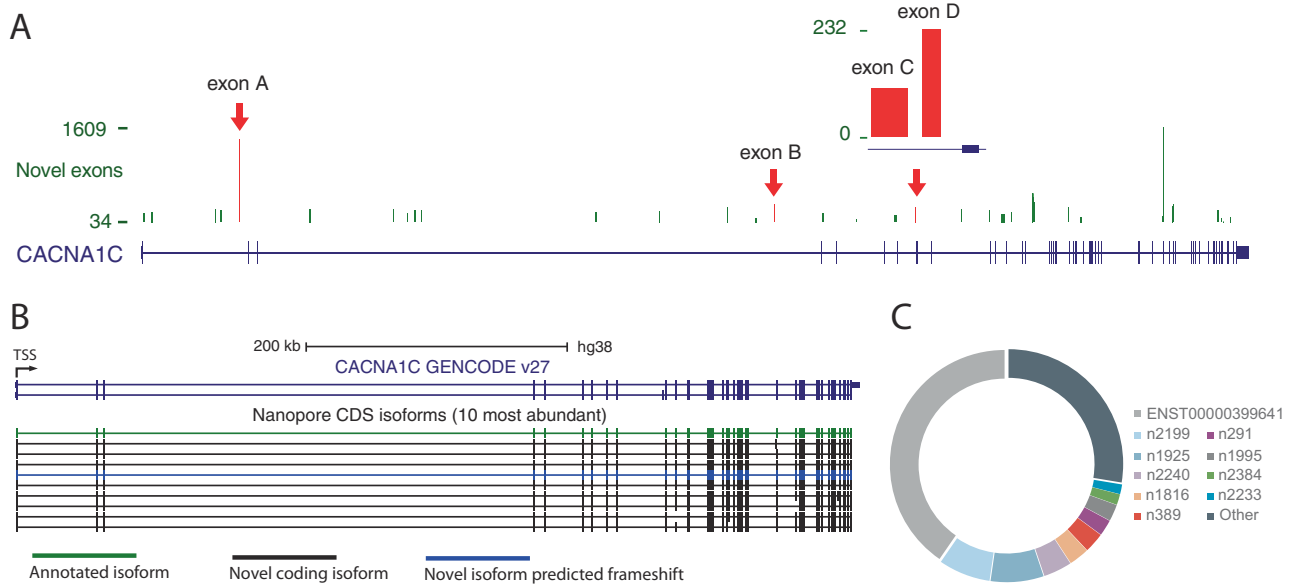 A
exon A
1609
Novel exons
34
CACNA1C
exon B
232
exon C
exon D
0
B
TSS
200 kb
hg38
CACNA1C GENCODE v27
Nanopore CDS isoforms (10 most abundant)
Annotated isoform
Novel coding isoform
Novel isoform predicted frameshift
C
ENST00000399641
n2199
n291
n1925
n1995
n2240
n2384
n1816
n2233
n389
Other